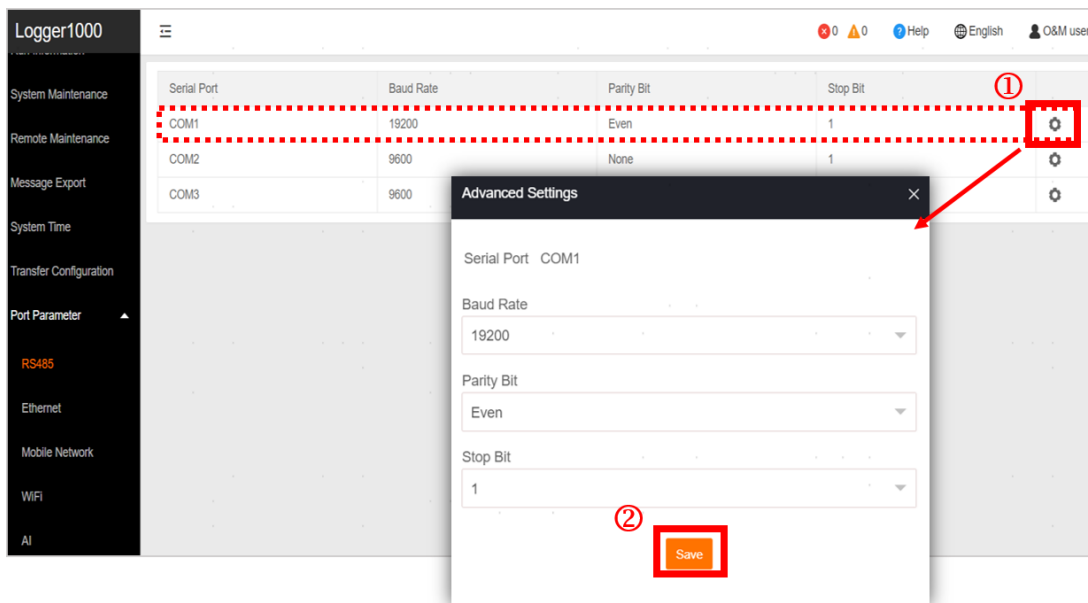 Logger1000
0 0 Help English O&M user
System Maintenance
Remote Maintenance
Message Export
System Time
Transfer Configuration
Port Parameter
RS485
Ethernet
Mobile Network
WiFi
AI
Serial Port Baud Rate Parity Bit Stop Bit
①
COM1 19200 Even 1
COM2 9600 None 1
COM3 9600
Advanced Settings
Serial Port COM1
Baud Rate
19200
Parity Bit
Even
Stop Bit
1
②
Save